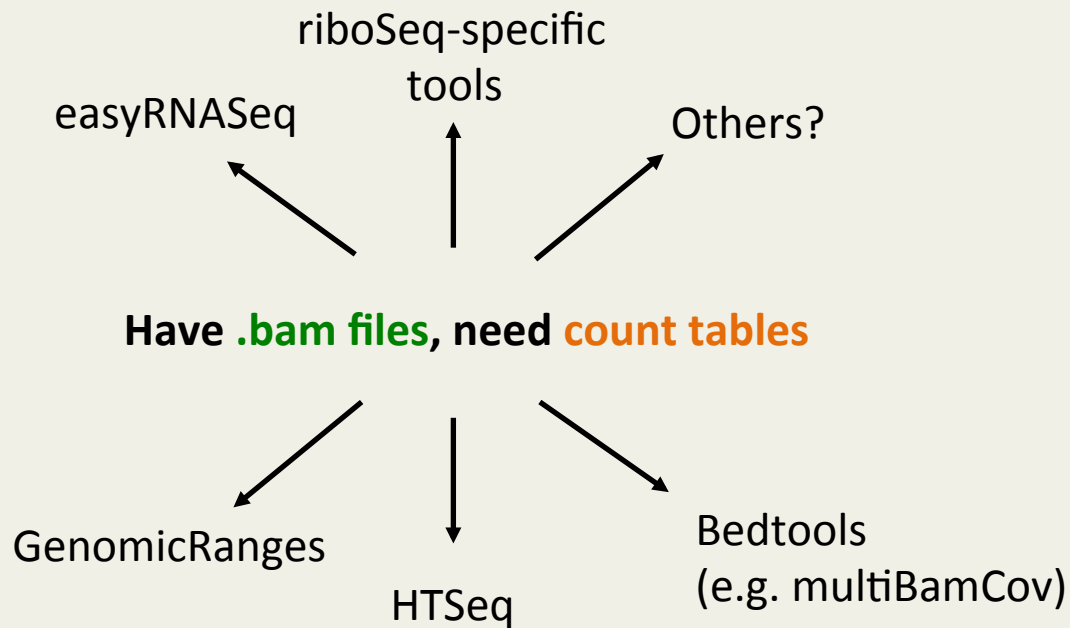 riboSeq-specific
tools
easyRNASeq
Others?
Have .bam files, need count tables
GenomicRanges
HTSeq
Bedtools
(e.g. multiBamCov)